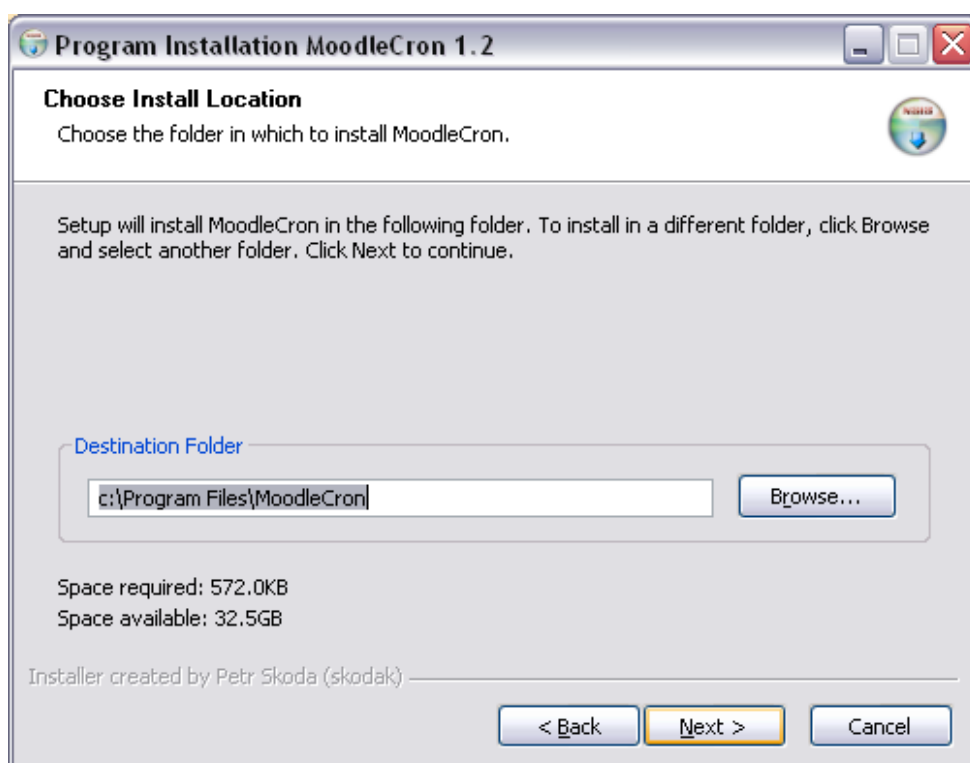 Program Installation MoodleCron 1.2
Choose Install Location
Choose the folder in which to install MoodleCron.
Setup will install MoodleCron in the following folder. To install in a different folder, click Browse
and select another folder. Click Next to continue.
Destination Folder
c:\Program Files\MoodleCron
Browse...
Space required: 572.0KB
Space available: 32.5GB
Installer created by Petr Skoda (skodak)
< Back
Next >
Cancel